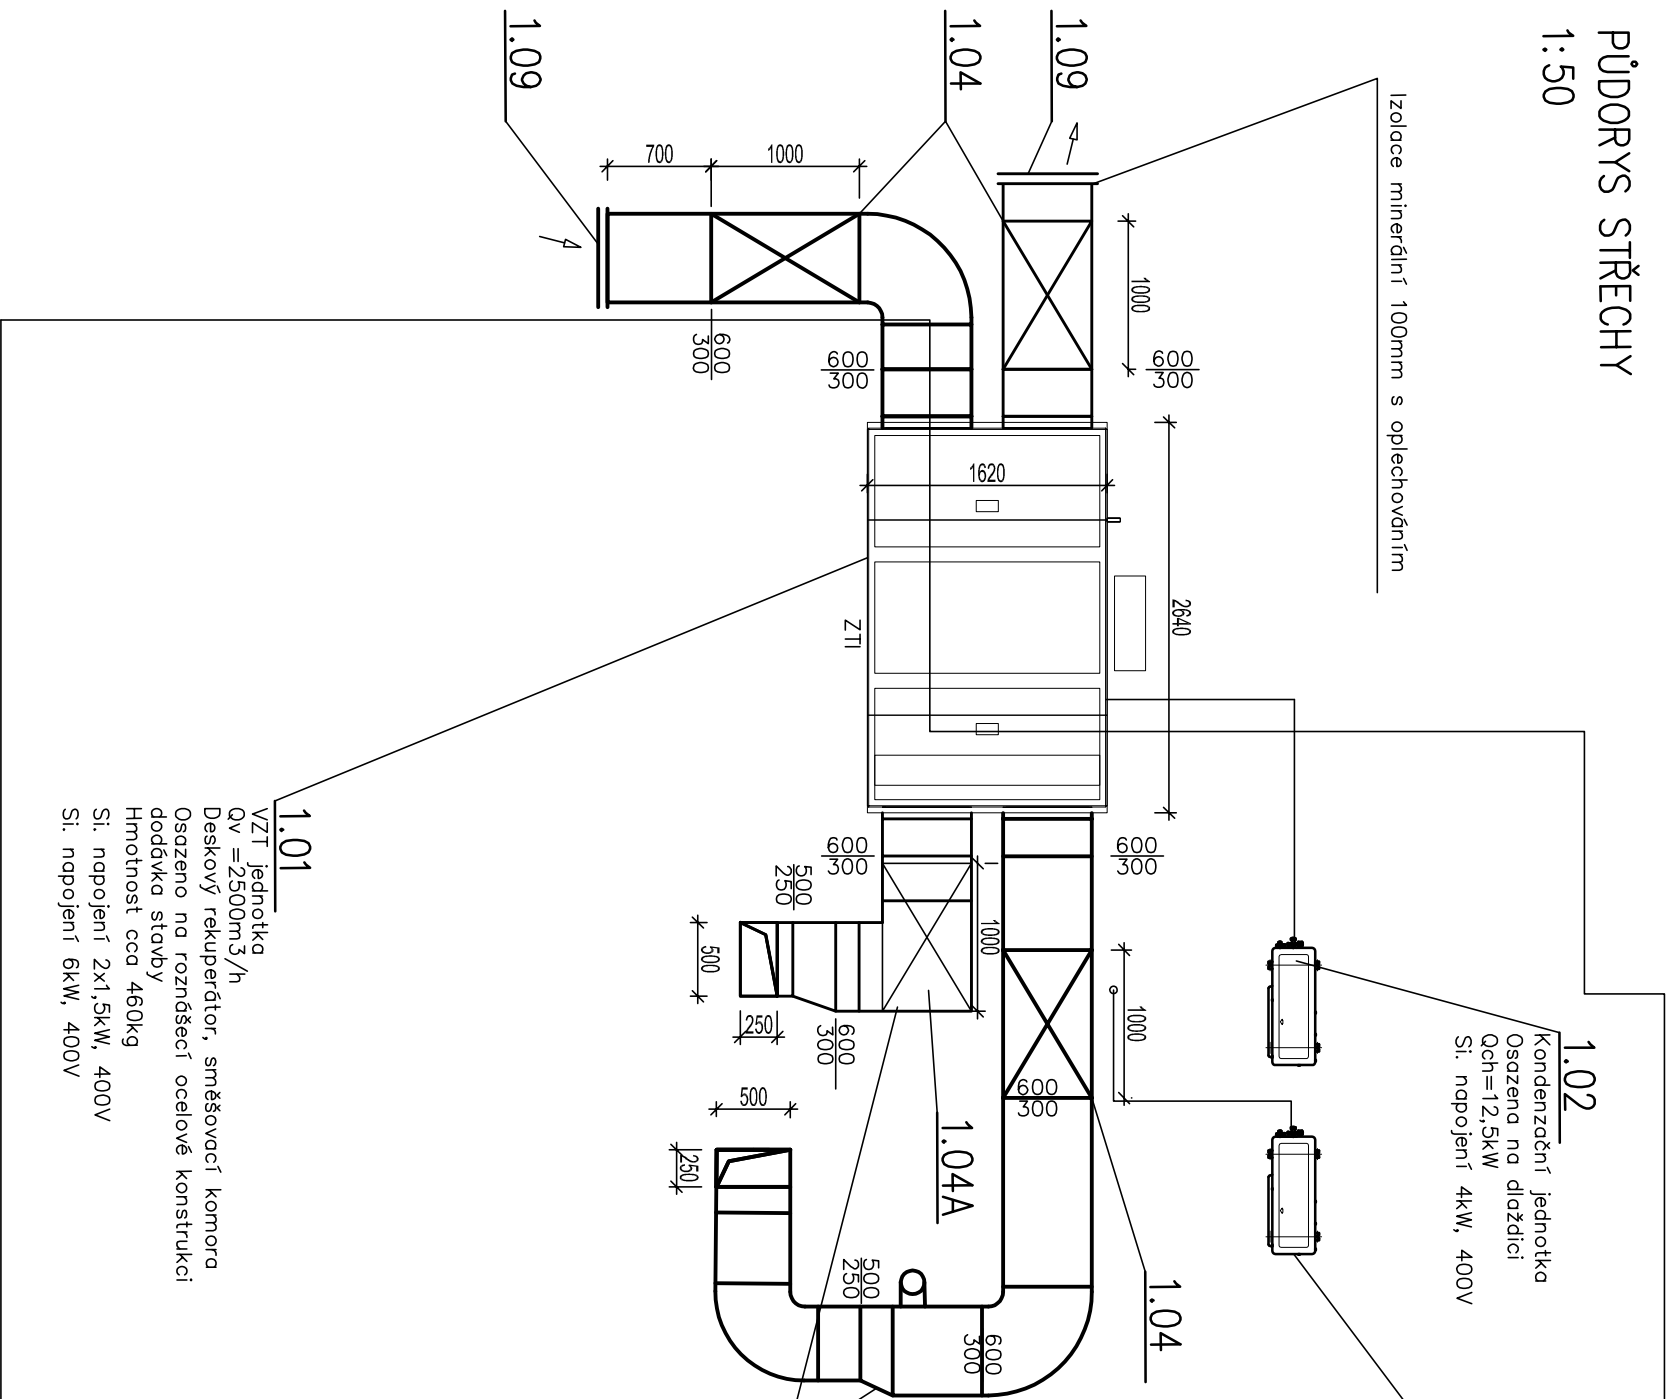 PŮDORYS STŘECHY
1:50
Izolace minerální 100mm s oplechováním
1.09
1.04
1.09
700
1000
1000
600
300
600
300
600
300
1620
2640
ZTI
1.02
Kondenzační jednotka
Osazena na dlaždici
Qch=12,5kW
Si. napojení 4kW, 400V
600
300
600
300
500
250
1000
1000
500
250
600
300
600
300
1.04A
500
250
1.04
500
250
600
300
1.01
VZT jednotka
Qv =2500m3/h
Deskový rekuperátor, směšovací komora
Osazeno na roznášecí ocelové konstrukci
dodávka stavby
Hmotnost cca 460kg
Si. napojení 2x1,5kW, 400V
Si. napojení 6kW, 400V